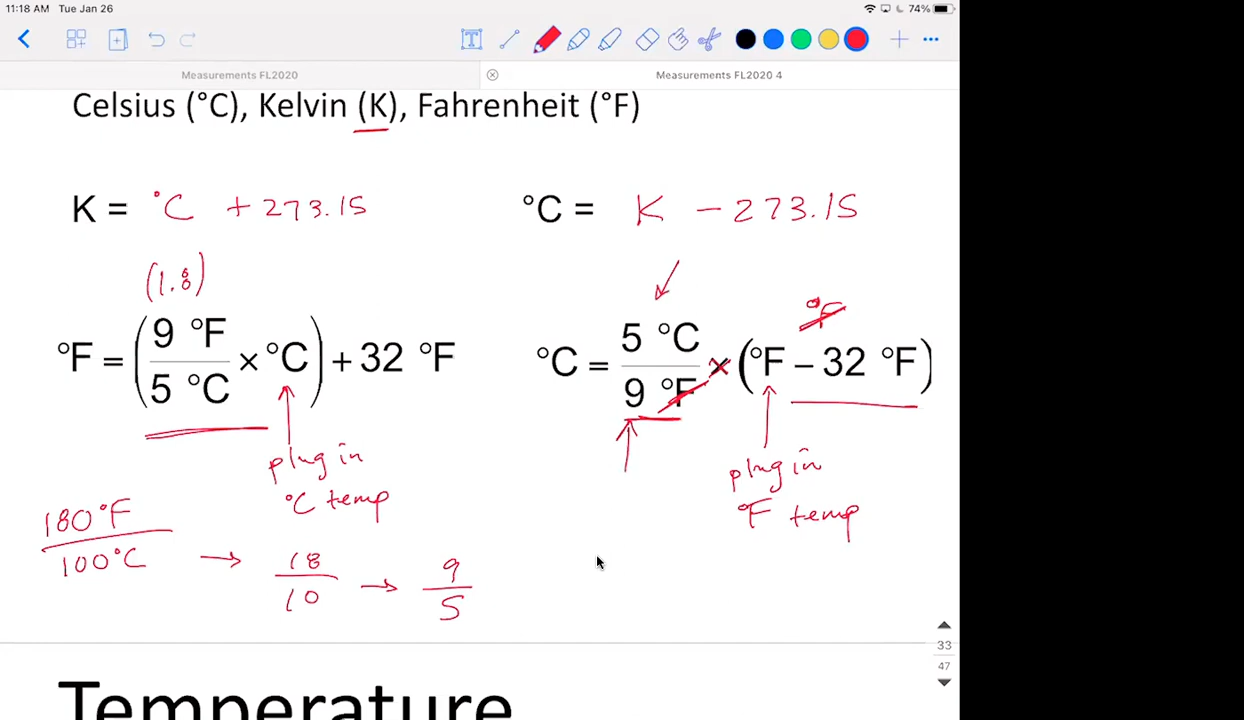 11:18 AM Tue Jan 26 74%
Measurements FL2020 Measurements FL2020 4
Celsius (°C), Kelvin (K), Fahrenheit (°F)
K = °C + 273.15
°C = K − 273.15
(1.8)
°F = (9 °F / 5 °C × °C) + 32 °F
°F
°C = 5 °C / 9 °F × (°F − 32 °F)
plug in
°C temp
plug in
°F temp
180°F / 100°C → 18 / 10 → 9 / 5
33
47
Temperature